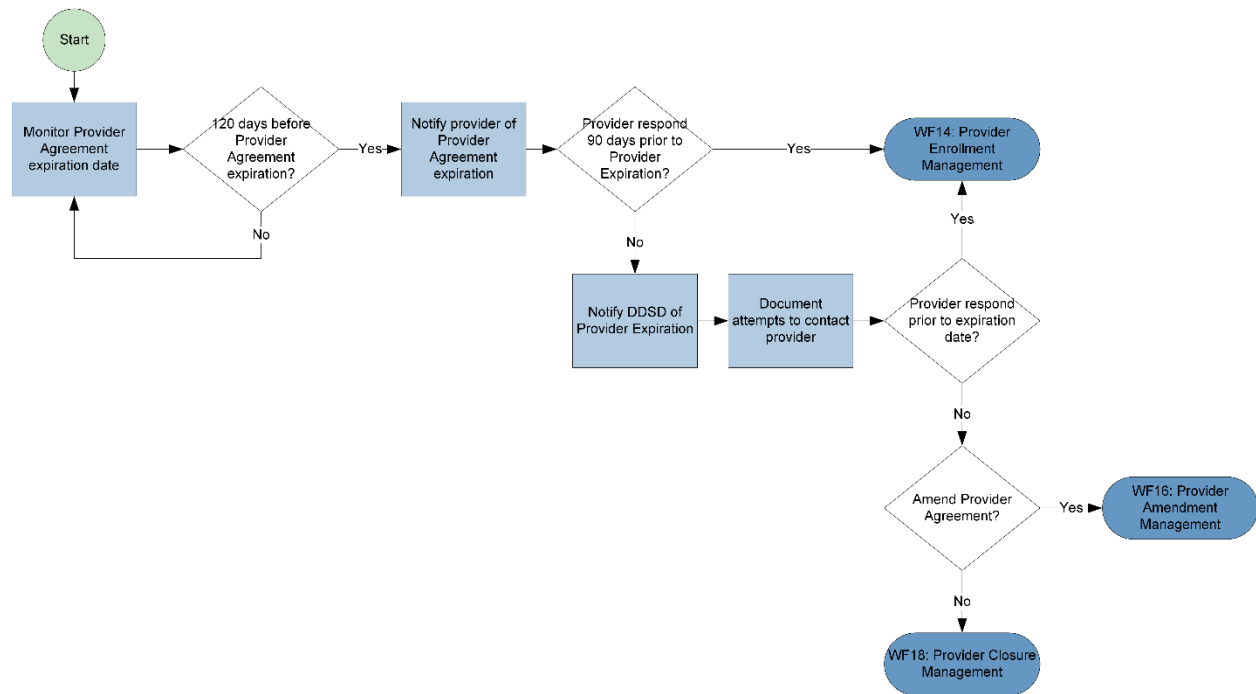 Start
Monitor Provider
Agreement
expiration date
120 days before
Provider
Agreement
expiration?
Yes
No
Notify provider of
Provider
Agreement
expiration
Provider respond
90 days prior to
Provider
Expiration?
Yes
WF14: Provider
Enrollment
Management
No
Yes
Notify DDSD of
Provider Expiration
Document
attempts to contact
provider
Provider respond
prior to expiration
date?
No
Amend Provider
Agreement?
Yes
WF16: Provider
Amendment
Management
No
WF18: Provider Closure
Management